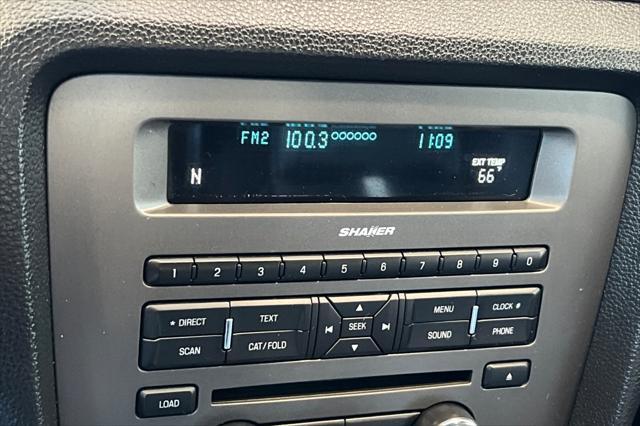 FM2 100.3 11:09
EXT TEMP
N 66°F
SHAKER
1 2 3 4 5 6 7 8 9 0
* DIRECT TEXT SEEK MENU CLOCK #
SCAN CAT/FOLD SOUND PHONE
LOAD